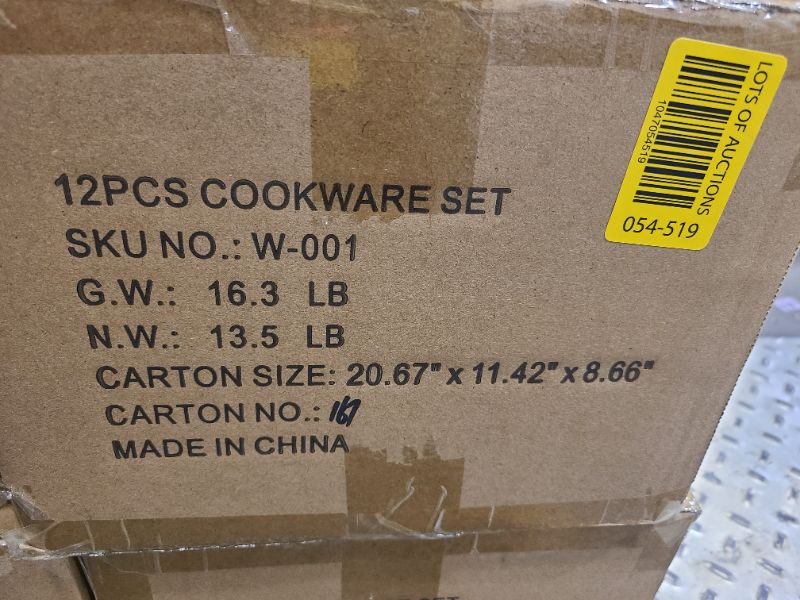 12PCS COOKWARE SET
SKU NO.: W-001
G.W.: 16.3 LB
N.W.: 13.5 LB
CARTON SIZE: 20.67" x 11.42" x 8.66"
CARTON NO.: 167
MADE IN CHINA
LOTS OF AUCTIONS
1047054519
054-519
SET